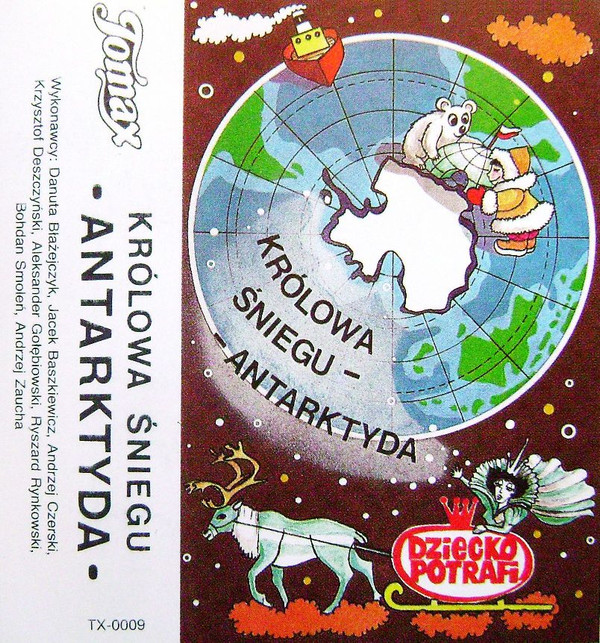 Tomax
Wykonawcy: Danuta Błażejczyk, Jacek Baszkiewicz, Andrzej Czerski,
Krzysztof Deszczyński, Aleksander Gołębiowski, Ryszard Rynkowski,
Bohdan Smoleń, Andrzej Zaucha
KRÓLOWA ŚNIEGU
• ANTARKTYDA •
TX-0009
KRÓLOWA
ŚNIEGU –
– ANTARKTYDA
DZIECKO
POTRAFI